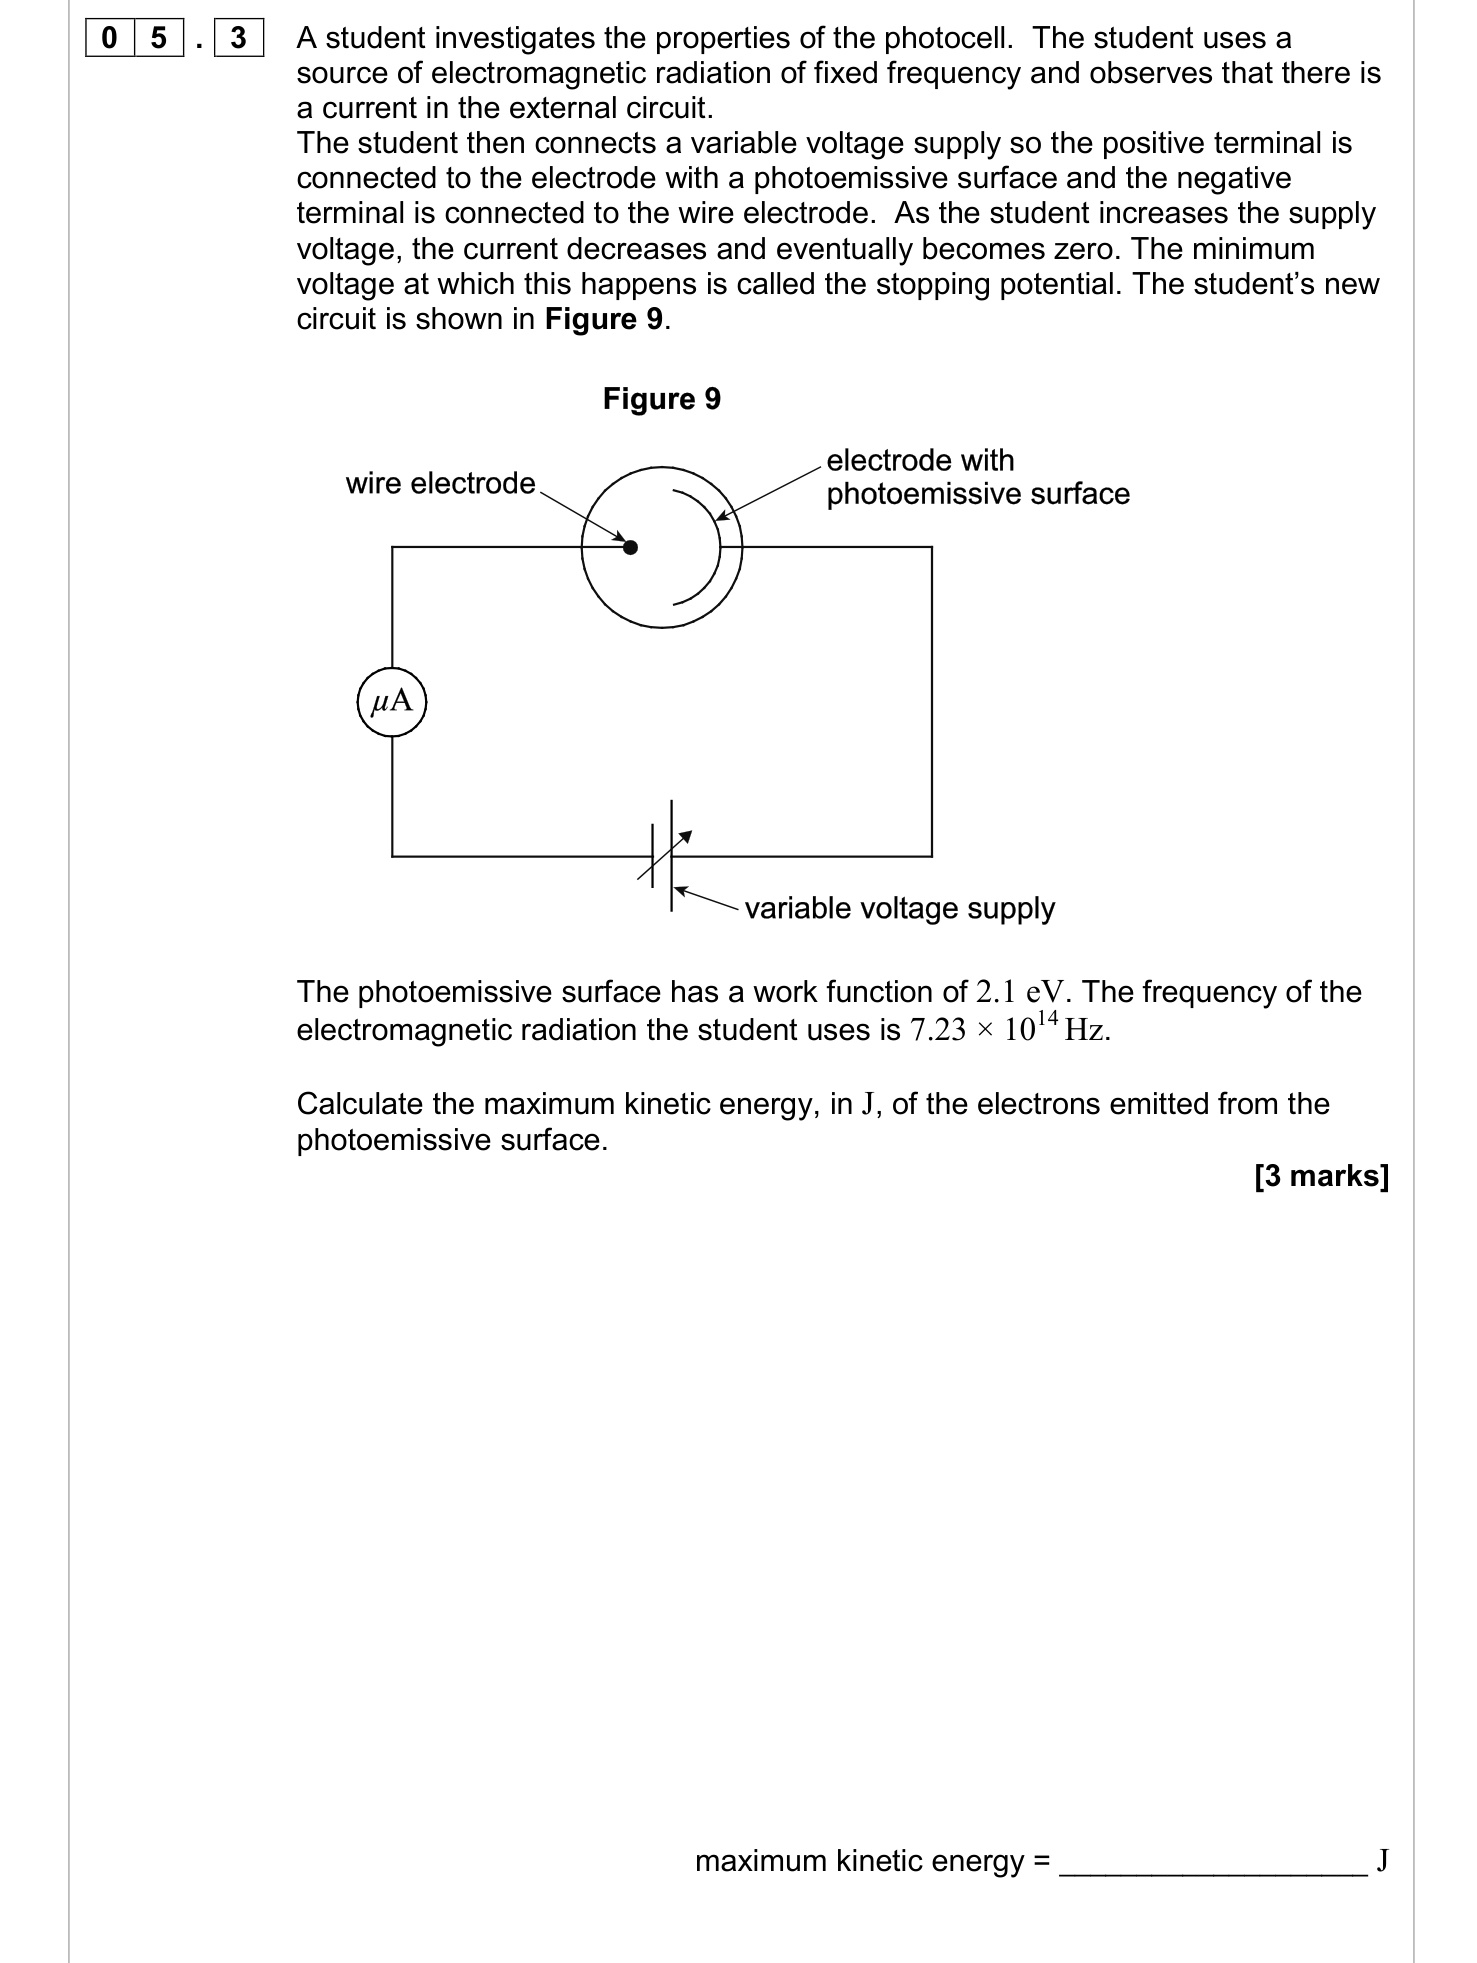 0 5 . 3 A student investigates the properties of the photocell. The student uses a
source of electromagnetic radiation of fixed frequency and observes that there is
a current in the external circuit.
The student then connects a variable voltage supply so the positive terminal is
connected to the electrode with a photoemissive surface and the negative
terminal is connected to the wire electrode. As the student increases the supply
voltage, the current decreases and eventually becomes zero. The minimum
voltage at which this happens is called the stopping potential. The student’s new
circuit is shown in Figure 9.
Figure 9
wire electrode
electrode with
photoemissive surface
μA
variable voltage supply
The photoemissive surface has a work function of 2.1 eV. The frequency of the
electromagnetic radiation the student uses is 7.23 × 10¹⁴ Hz.
Calculate the maximum kinetic energy, in J, of the electrons emitted from the
photoemissive surface.
[3 marks]
maximum kinetic energy = ____________________ J